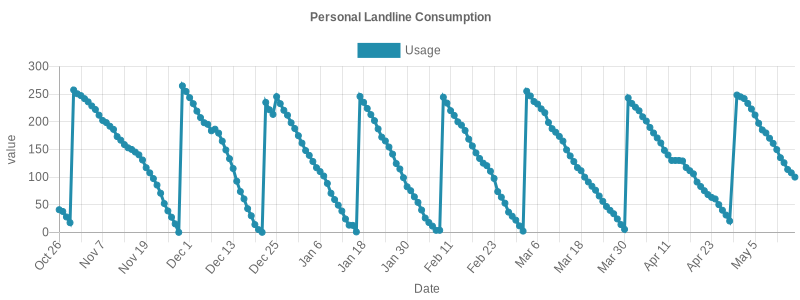 Personal Landline Consumption
Usage
300
250
200
150
100
50
0
value
Oct 26
Nov 7
Nov 19
Dec 1
Dec 13
Dec 25
Jan 6
Jan 18
Jan 30
Feb 11
Feb 23
Mar 6
Mar 18
Mar 30
Apr 11
Apr 23
May 5
Date